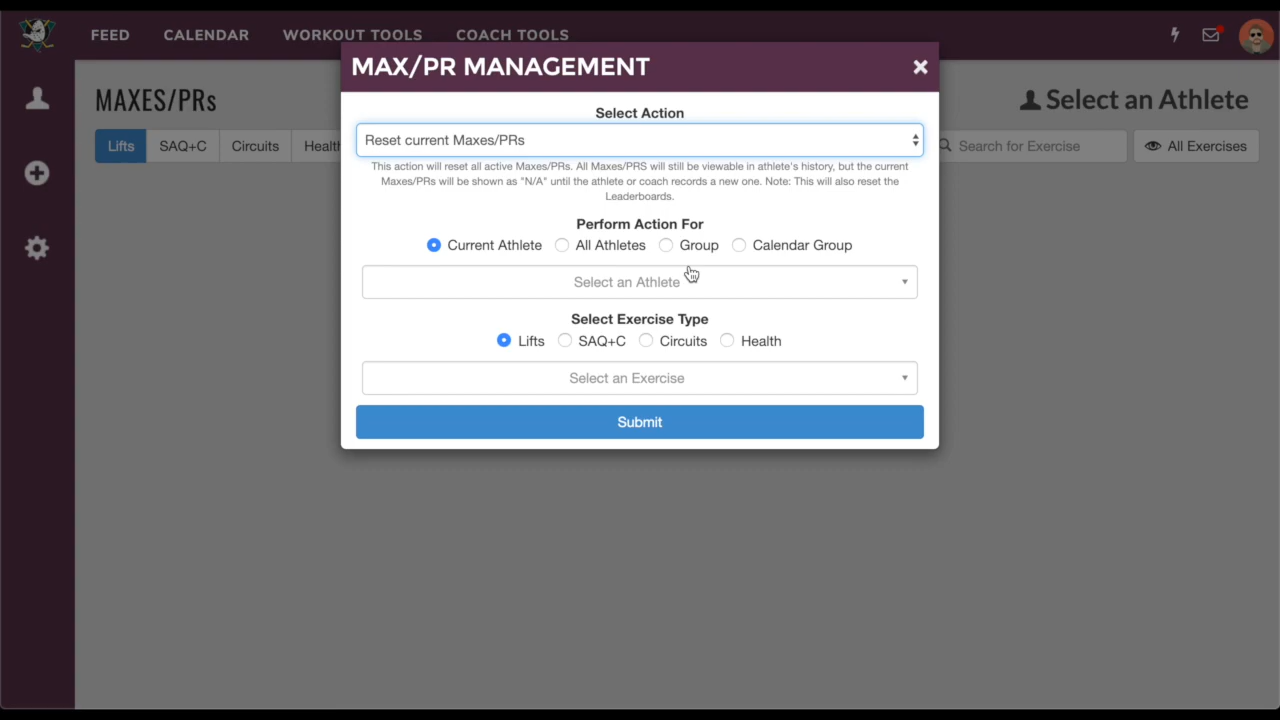 FEED CALENDAR WORKOUT TOOLS COACH TOOLS
MAX/PR MANAGEMENT
MAXES/PRs
Select an Athlete
Lifts SAQ+C Circuits Health
Search for Exercise
All Exercises
Select Action
Reset current Maxes/PRs
This action will reset all active Maxes/PRs. All Maxes/PRS will still be viewable in athlete's history, but the current
Maxes/PRs will be shown as "N/A" until the athlete or coach records a new one. Note: This will also reset the
Leaderboards.
Perform Action For
Current Athlete All Athletes Group Calendar Group
Select an Athlete
Select Exercise Type
Lifts SAQ+C Circuits Health
Select an Exercise
Submit